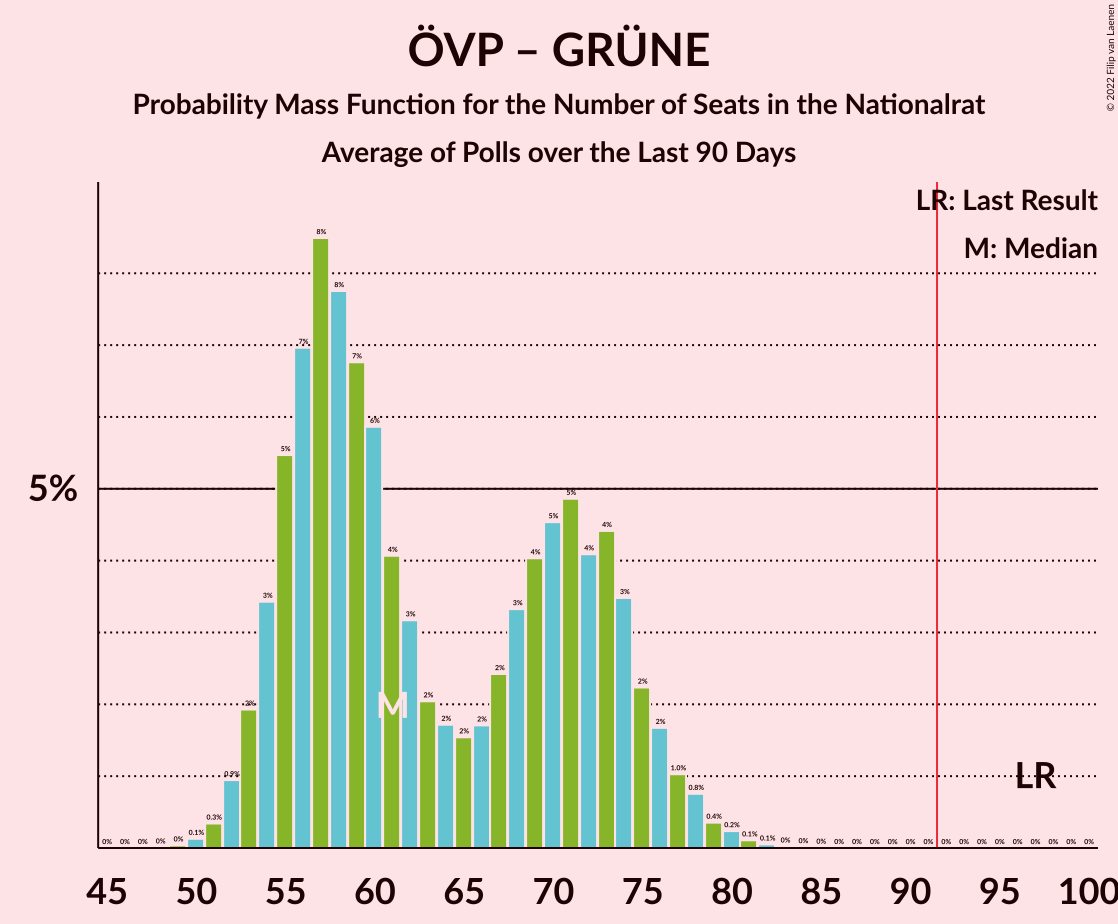 ÖVP – GRÜNE
Probability Mass Function for the Number of Seats in the Nationalrat
Average of Polls over the Last 90 Days
© 2022 Filip van Laenen
LR: Last Result
M: Median
5%
0% 0% 0% 0% 0% 0.1% 0.3% 0.9% 2% 3% 5% 7% 8% 8% 7% 6% 4% 3% 2% 2% 2% 2% 2% 3% 4% 5% 5% 4% 4% 3% 2% 2% 1.0% 0.8% 0.4% 0.2% 0.1% 0.1% 0% 0% 0% 0% 0% 0% 0% 0% 0% 0% 0% 0% 0% 0% 0% 0% 0% 0%
M
LR
45 50 55 60 65 70 75 80 85 90 95 100